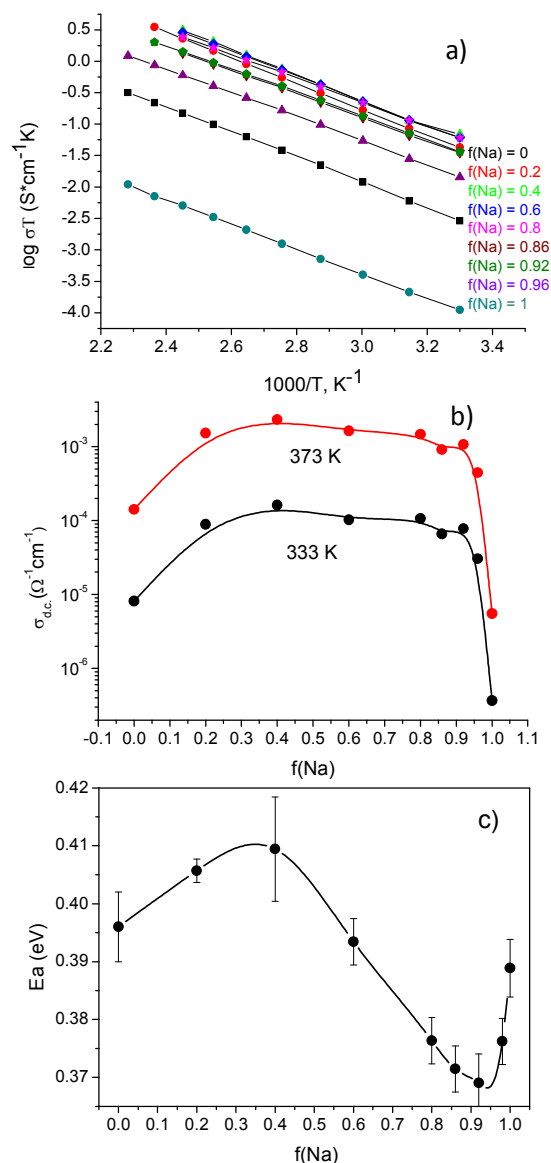 a)
0.5
0.0
-0.5
-1.0
-1.5
-2.0
-2.5
-3.0
-3.5
-4.0
log σT (S*cm⁻¹K)
f(Na) = 0
f(Na) = 0.2
f(Na) = 0.4
f(Na) = 0.6
f(Na) = 0.8
f(Na) = 0.86
f(Na) = 0.92
f(Na) = 0.96
f(Na) = 1
2.2 2.4 2.6 2.8 3.0 3.2 3.4
1000/T, K⁻¹
b)
10⁻³
10⁻⁴
10⁻⁵
10⁻⁶
σd.c.(Ω⁻¹cm⁻¹)
373 K
333 K
-0.1 0.0 0.1 0.2 0.3 0.4 0.5 0.6 0.7 0.8 0.9 1.0 1.1
f(Na)
c)
0.42
0.41
0.40
0.39
0.38
0.37
Ea (eV)
0.0 0.1 0.2 0.3 0.4 0.5 0.6 0.7 0.8 0.9 1.0
f(Na)